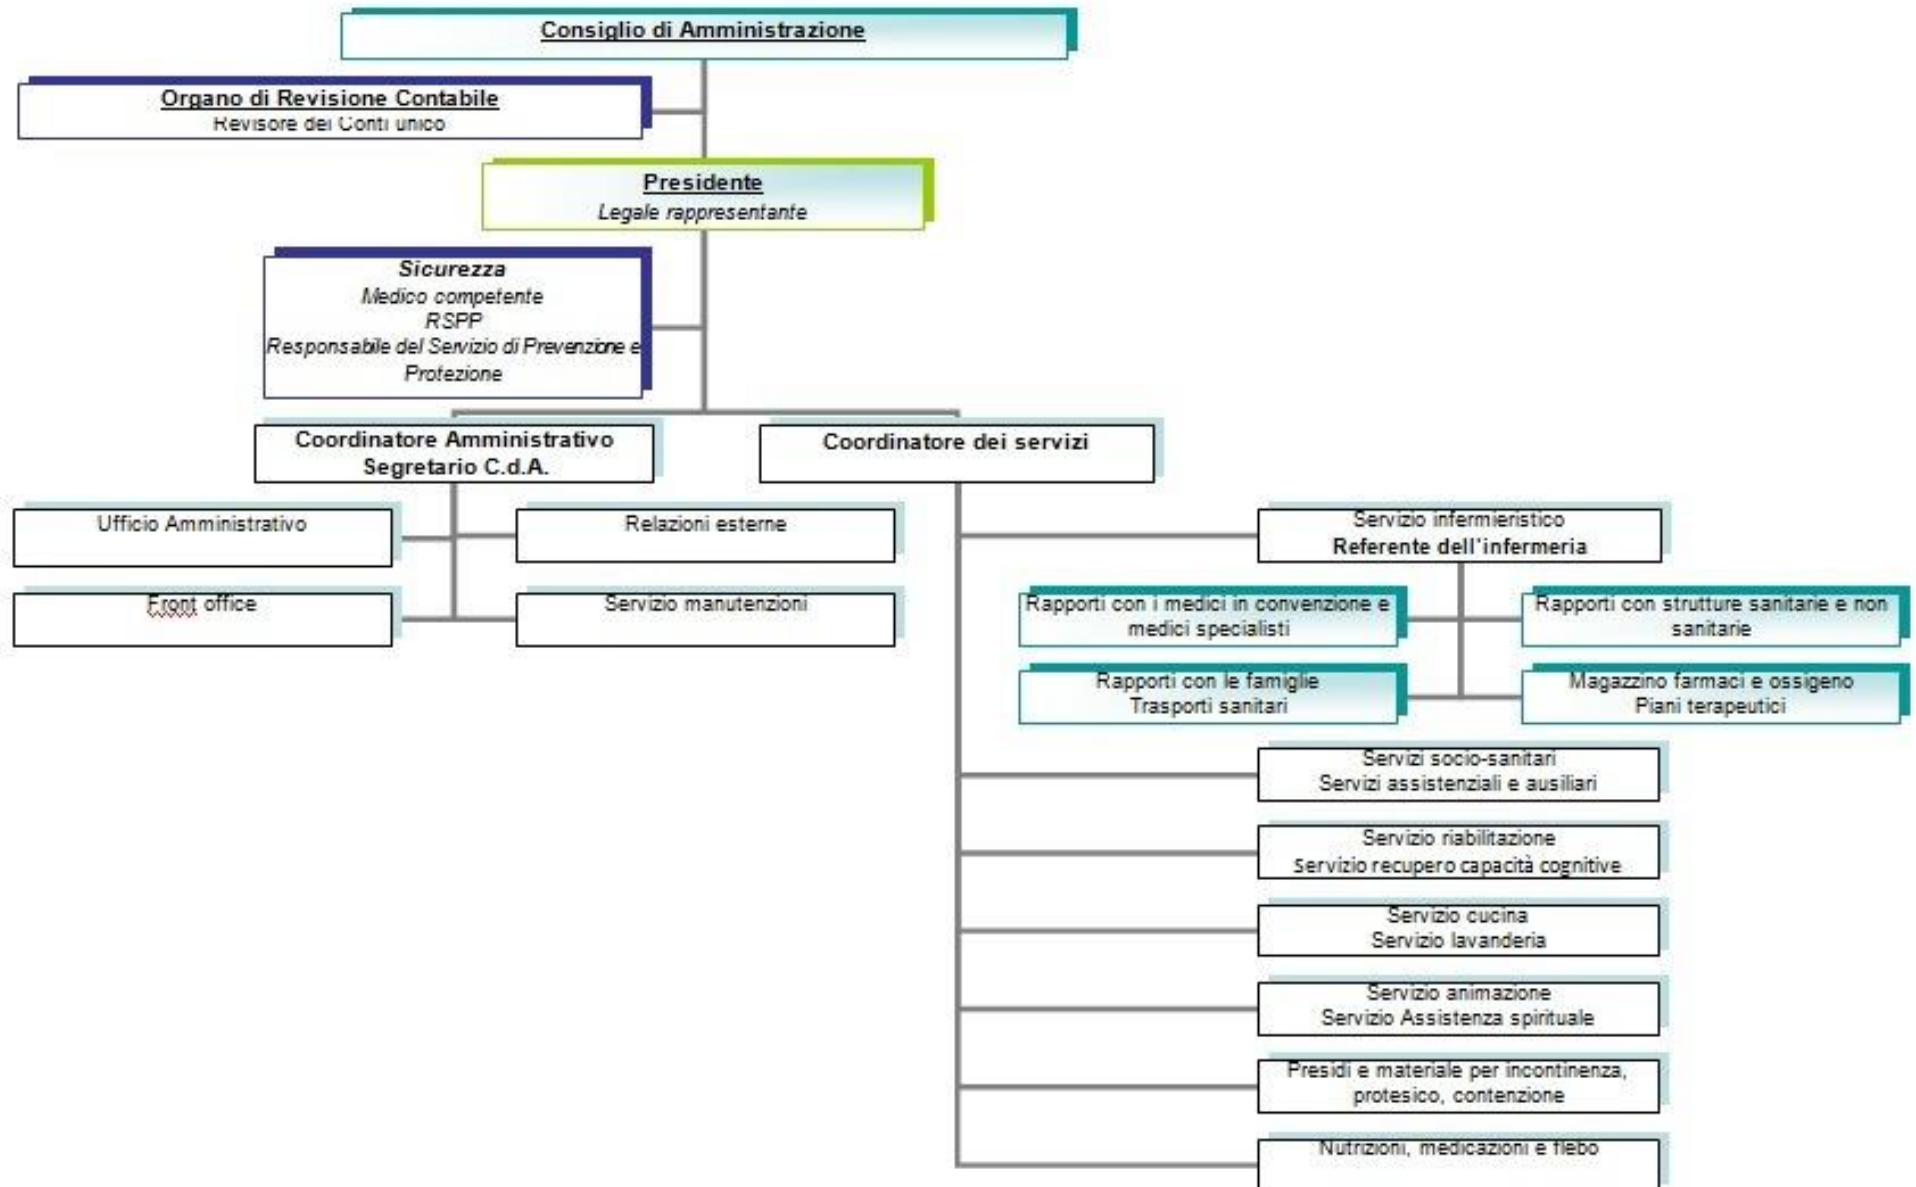 Consiglio di Amministrazione
Organo di Revisione Contabile
Revisore dei Conti unico
Presidente
Legale rappresentante
Sicurezza
Medico competente
RSPP
Responsabile del Servizio di Prevenzione e
Protezione
Coordinatore Amministrativo
Segretario C.d.A.
Coordinatore dei servizi
Ufficio Amministrativo
Relazioni esterne
Front office
Servizio manutenzioni
Servizio infermieristico
Referente dell'infermeria
Rapporti con i medici in convenzione e
medici specialisti
Rapporti con strutture sanitarie e non
sanitarie
Rapporti con le famiglie
Trasporti sanitari
Magazzino farmaci e ossigeno
Piani terapeutici
Servizi socio-sanitari
Servizi assistenziali e ausiliari
Servizio riabilitazione
Servizio recupero capacità cognitive
Servizio cucina
Servizio lavanderia
Servizio animazione
Servizio Assistenza spirituale
Presidi e materiale per incontinenza,
protesico, contenzione
Nutrizioni, medicazioni e flebo